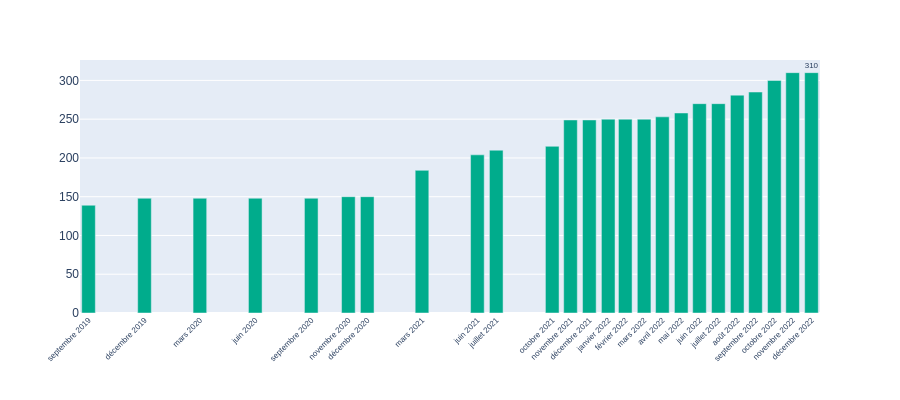 310
300
250
200
150
100
50
0
septembre 2019
décembre 2019
mars 2020
juin 2020
septembre 2020
novembre 2020
décembre 2020
mars 2021
juin 2021
juillet 2021
octobre 2021
novembre 2021
décembre 2021
janvier 2022
février 2022
mars 2022
avril 2022
mai 2022
juin 2022
juillet 2022
août 2022
septembre 2022
octobre 2022
novembre 2022
décembre 2022